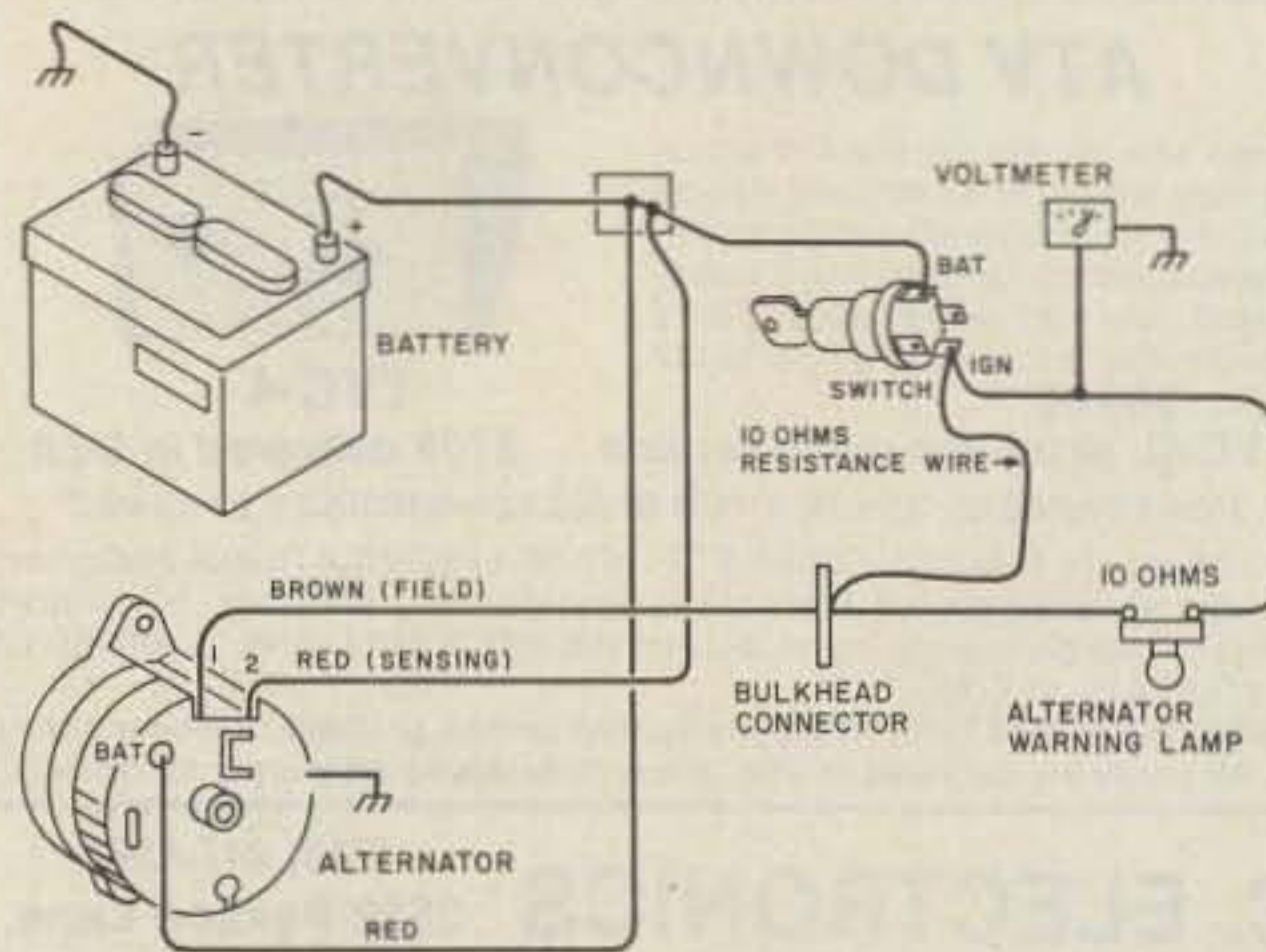 -
+
BATTERY
VOLTMETER
BAT
IGN
SWITCH
10 OHMS
RESISTANCE WIRE
10 OHMS
BROWN (FIELD)
1
2
RED (SENSING)
BULKHEAD
CONNECTOR
ALTERNATOR
WARNING LAMP
BAT
ALTERNATOR
RED